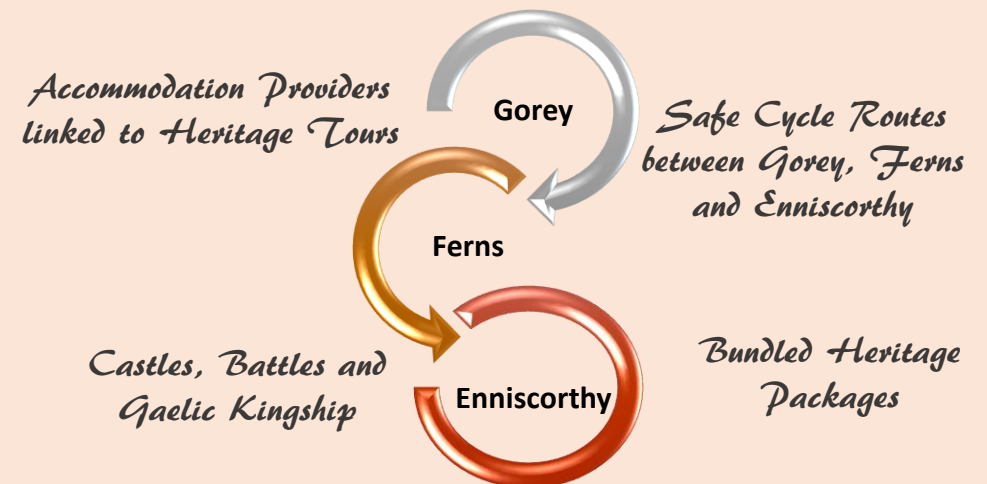 Accommodation Providers
linked to Heritage Tours
Gorey
Safe Cycle Routes
between Gorey, Ferns
and Enniscorthy
Ferns
Castles, Battles and
Gaelic Kingship
Enniscorthy
Bundled Heritage
Packages